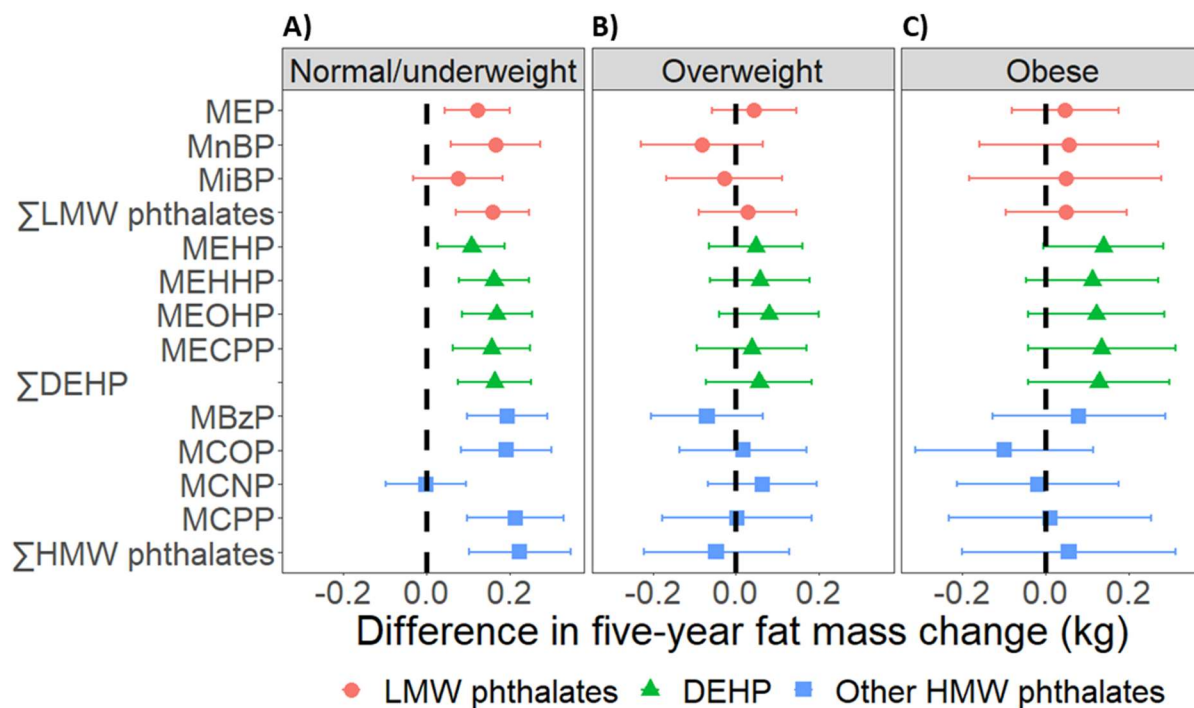 A) B) C)
Normal/underweight Overweight Obese
MEP
MnBP
MiBP
∑LMW phthalates
MEHP
MEHHP
MEOHP
MECPP
∑DEHP
MBzP
MCOP
MCNP
MCPP
∑HMW phthalates
-0.2 0.0 0.2 -0.2 0.0 0.2 -0.2 0.0 0.2
Difference in five-year fat mass change (kg)
LMW phthalates DEHP Other HMW phthalates